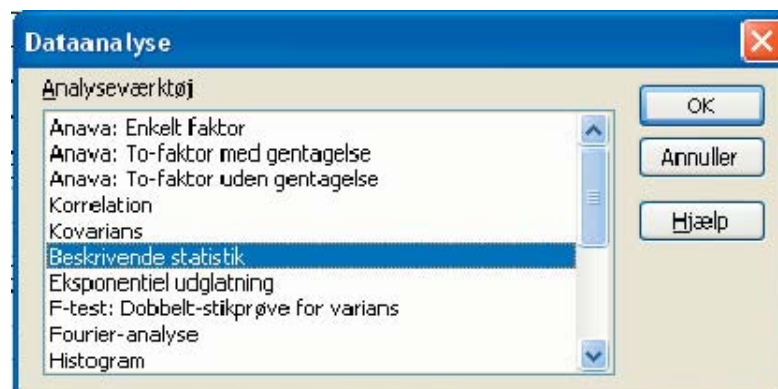 Dataanalyse
Analyseværktøj
Anava: Enkelt faktor
Anava: To-faktor med gentagelse
Anava: To-faktor uden gentagelse
Korrelation
Kovarians
Beskrivende statistik
Eksponentiel udglatning
F-test: Dobbelt-stikprøve for varians
Fourier-analyse
Histogram
OK
Annuller
Hjælp